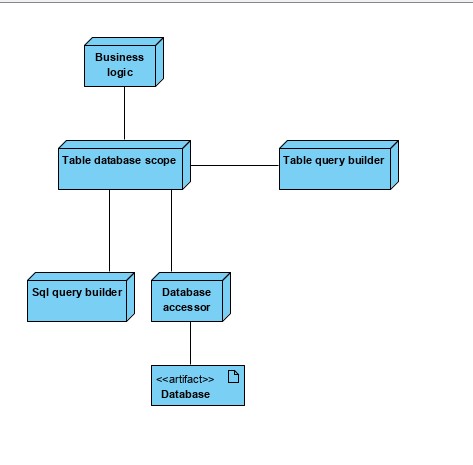 Business
logic
Table database scope
Table query builder
Sql query builder
Database
accessor
<<artifact>>
Database